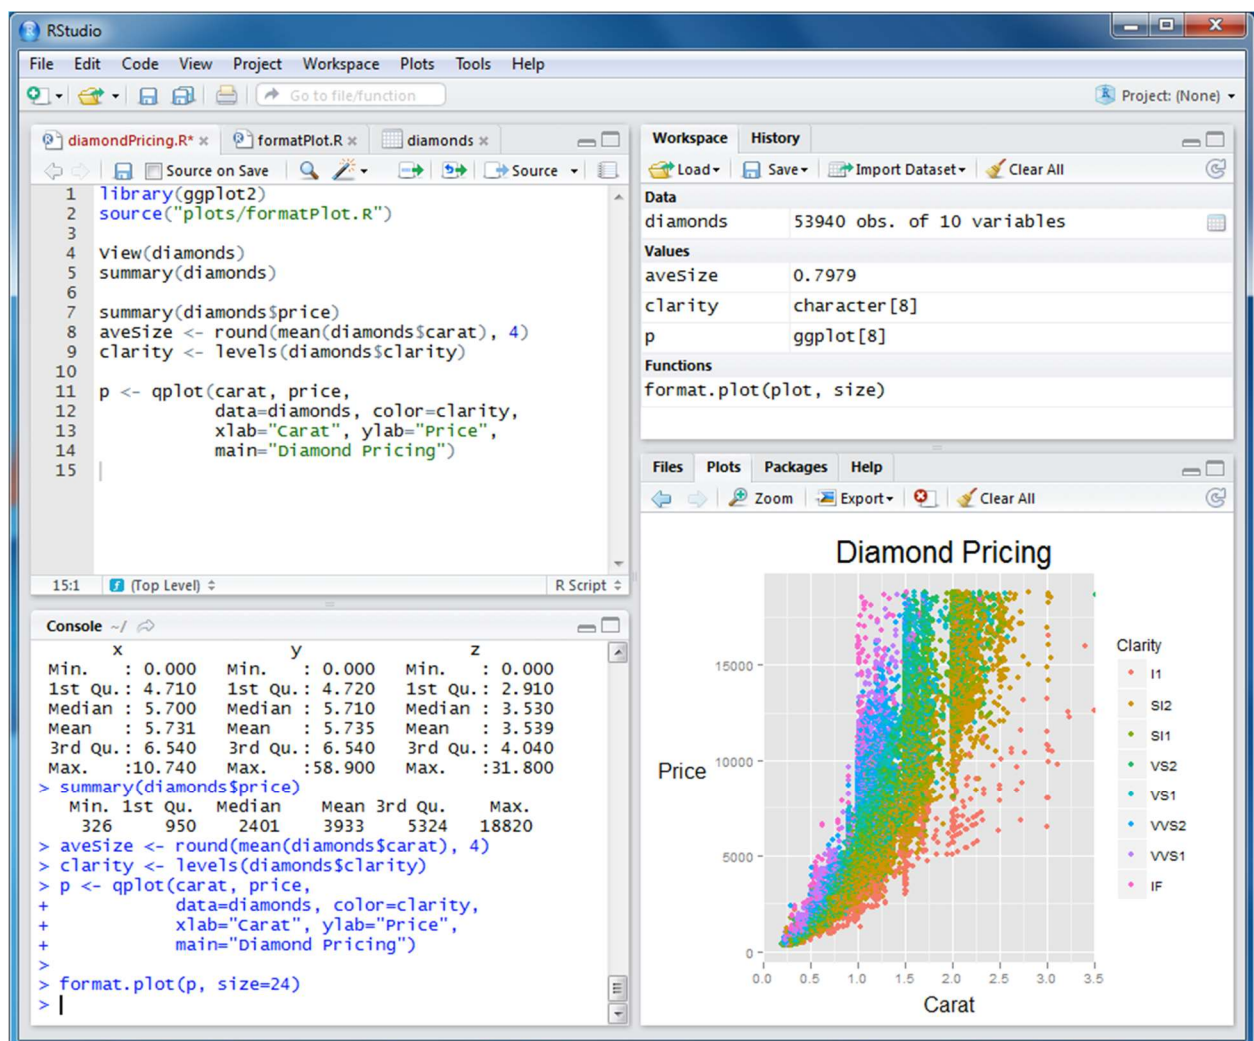 RStudio
File Edit Code View Project Workspace Plots Tools Help
Go to file/function
Project: (None)
diamondPricing.R* × formatPlot.R × diamonds ×
Source on Save Source
1 library(ggplot2)
2 source("plots/formatPlot.R")
3
4 View(diamonds)
5 summary(diamonds)
6
7 summary(diamonds$price)
8 aveSize <- round(mean(diamonds$carat), 4)
9 clarity <- levels(diamonds$clarity)
10
11 p <- qplot(carat, price,
12 data=diamonds, color=clarity,
13 xlab="Carat", ylab="Price",
14 main="Diamond Pricing")
15
15:1 (Top Level) R Script
Console ~/
x y z
Min. : 0.000 Min. : 0.000 Min. : 0.000
1st Qu.: 4.710 1st Qu.: 4.720 1st Qu.: 2.910
Median : 5.700 Median : 5.710 Median : 3.530
Mean : 5.731 Mean : 5.735 Mean : 3.539
3rd Qu.: 6.540 3rd Qu.: 6.540 3rd Qu.: 4.040
Max. :10.740 Max. :58.900 Max. :31.800
> summary(diamonds$price)
Min. 1st Qu. Median Mean 3rd Qu. Max.
326 950 2401 3933 5324 18820
> aveSize <- round(mean(diamonds$carat), 4)
> clarity <- levels(diamonds$clarity)
> p <- qplot(carat, price,
+ data=diamonds, color=clarity,
+ xlab="Carat", ylab="Price",
+ main="Diamond Pricing")
>
> format.plot(p, size=24)
>
Workspace History
Load Save Import Dataset Clear All
Data
diamonds 53940 obs. of 10 variables
Values
aveSize 0.7979
clarity character[8]
p ggplot[8]
Functions
format.plot(plot, size)
Files Plots Packages Help
Zoom Export Clear All
Diamond Pricing
Price
15000
10000
5000
0
0.0 0.5 1.0 1.5 2.0 2.5 3.0 3.5
Carat
Clarity
I1
SI2
SI1
VS2
VS1
VVS2
VVS1
IF